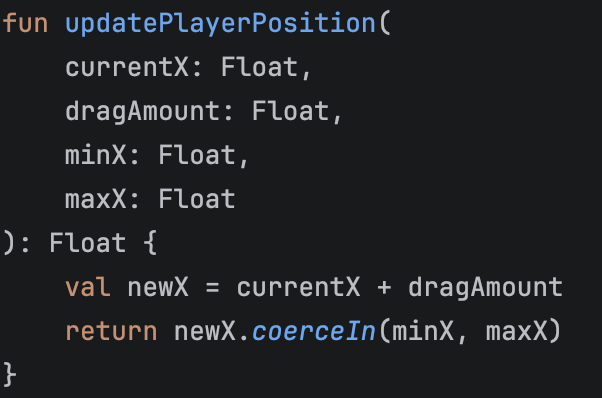 fun updatePlayerPosition(
    currentX: Float,
    dragAmount: Float,
    minX: Float,
    maxX: Float
): Float {
    val newX = currentX + dragAmount
    return newX.coerceIn(minX, maxX)
}